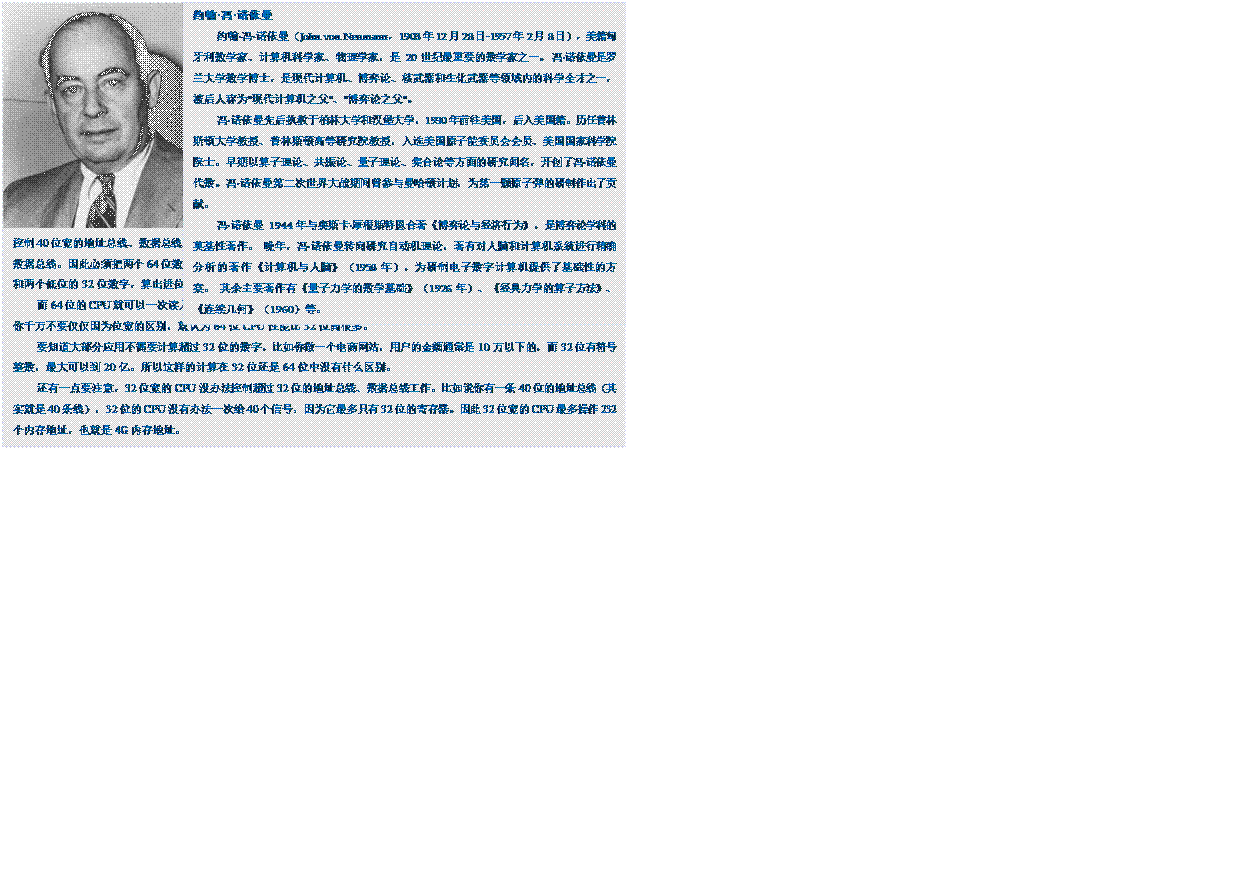 约翰·冯·诺依曼
约翰·冯·诺依曼（John von Neumann，1903年12月28日-1957年2月8日），美籍匈
牙利数学家、计算机科学家、物理学家，是 20 世纪最重要的数学家之一。冯·诺依曼是罗
兰大学数学博士，是现代计算机、博弈论、核武器和生化武器等领域内的科学全才之一，
被后人称为"现代计算机之父"、"博弈论之父"。
冯·诺依曼先后执教于柏林大学和汉堡大学，1930年前往美国，后入美国籍。历任普林
斯顿大学教授、普林斯顿高等研究院教授，入选美国原子能委员会会员、美国国家科学院
院士。早期以算子理论、共振论、量子理论、集合论等方面的研究闻名，开创了冯·诺依曼
代数。冯·诺依曼第二次世界大战期间曾参与曼哈顿计划，为第一颗原子弹的研制作出了贡
献。
冯·诺依曼 1944年与奥斯卡·摩根斯特恩合著《博弈论与经济行为》，是博弈论学科的
奠基性著作。 晚年，冯·诺依曼转向研究自动机理论，著有对人脑和计算机系统进行精确
分析的著作《计算机与人脑》（1958 年），为研制电子数字计算机提供了基础性的方
案。 其余主要著作有《量子力学的数学基础》（1926 年）、《经典力学的算子方法》、
《连续几何》（1960）等。
控制40位宽的地址总线，数据总线
数据总线。因此必须把两个64位数
和两个低位的32位数字，算出进位
而64位的CPU就可以一次读入
你千万不要仅仅因为位宽的区别，就认为64位CPU性能比32位高很多。
要知道大部分应用不需要计算超过32位的数字，比如你做一个电商网站，用户的金额通常是10万以下的，而32位有符号
整数，最大可以到20亿。所以这样的计算在32位还是64位中没有什么区别。
还有一点要注意，32位宽的CPU没办法控制超过32位的地址总线、数据总线工作。比如说你有一条40位的地址总线（其
实就是40条线），32位的CPU没有办法一次给40个信号，因为它最多只有32位的寄存器。因此32位宽的CPU最多操作232
个内存地址，也就是4G内存地址。